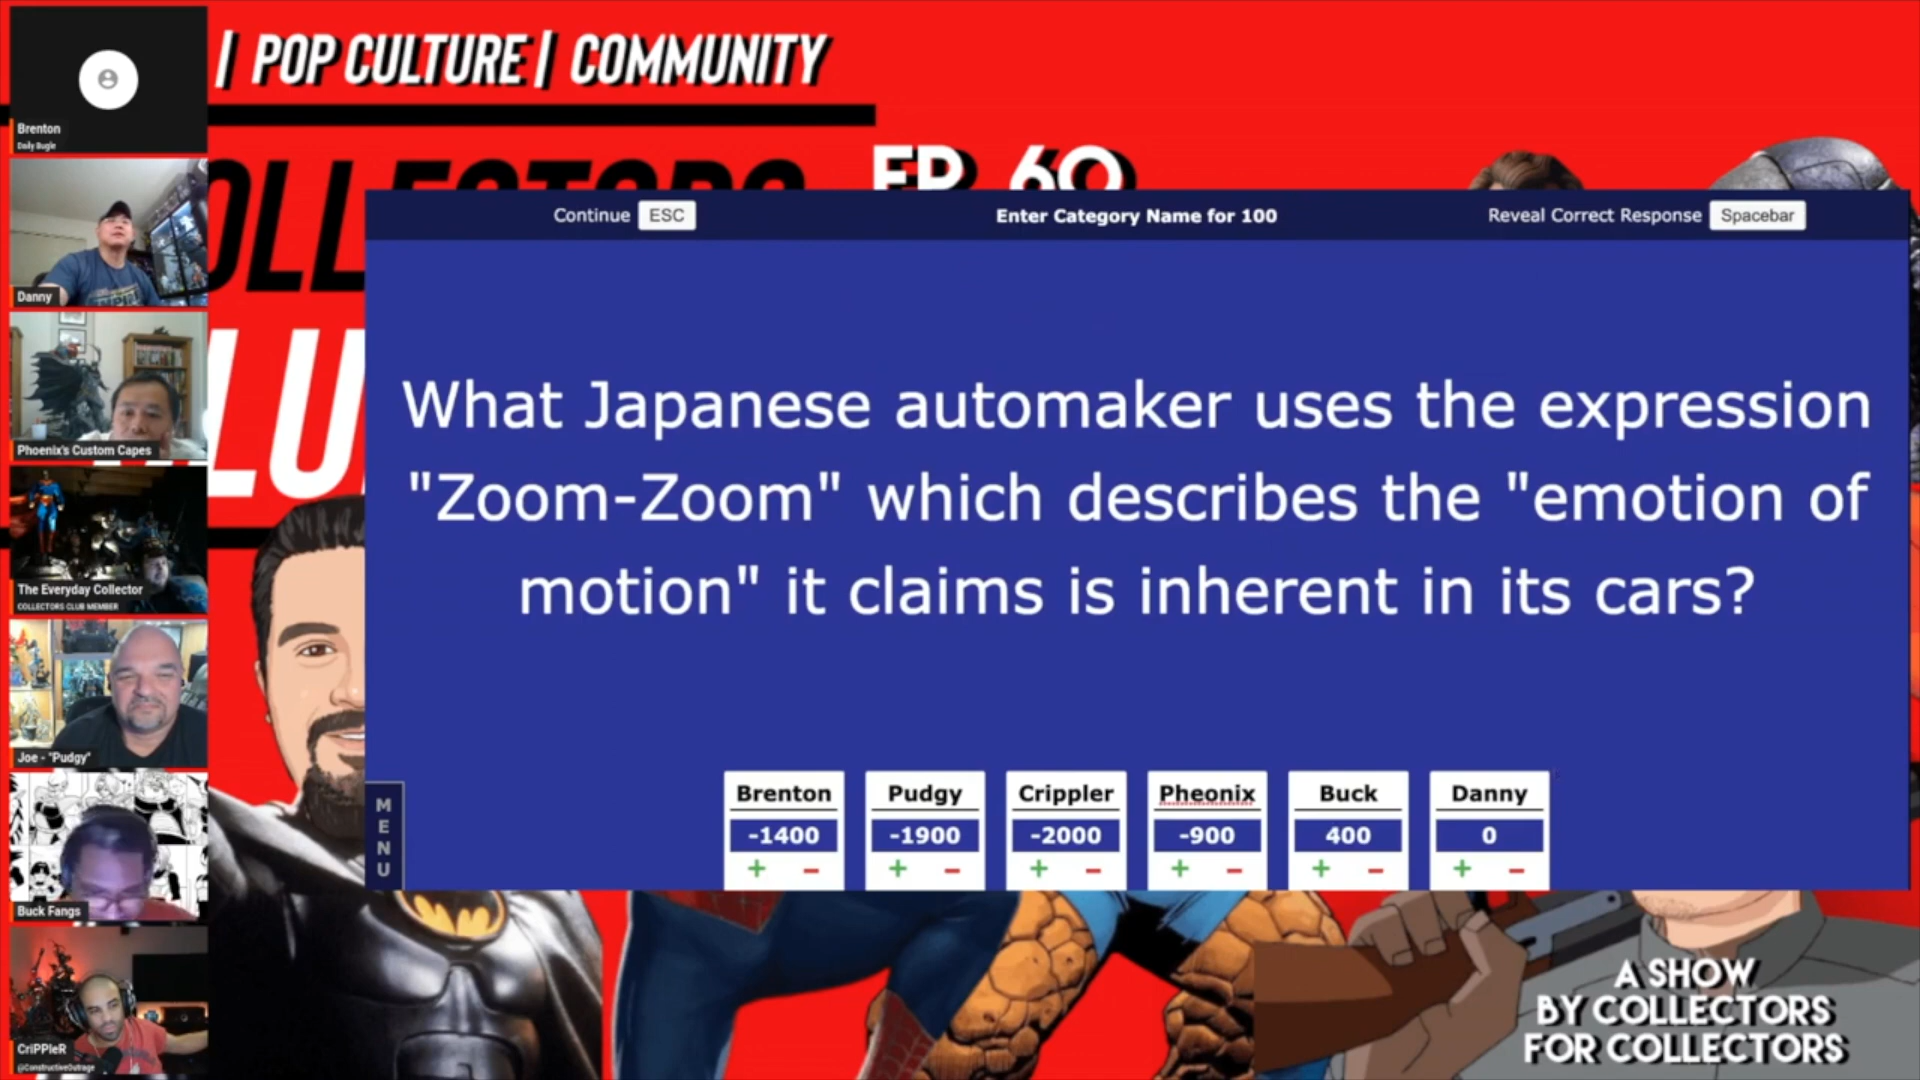 | POP CULTURE | COMMUNITY
EP. 60
Brenton
Daily Bugle
Danny
Phoenix's Custom Capes
The Everyday Collector
COLLECTORS CLUB MEMBER
Joe - "Pudgy"
Buck Fangs
CriPPleR
@ConstructiveOutrage
Continue ESC
Enter Category Name for 100
Reveal Correct Response Spacebar
What Japanese automaker uses the expression
"Zoom-Zoom" which describes the "emotion of
motion" it claims is inherent in its cars?
MENU
Brenton Pudgy Crippler Pheonix Buck Danny
-1400 -1900 -2000 -900 400 0
+ - + - + - + - + - + -
A SHOW
BY COLLECTORS
FOR COLLECTORS